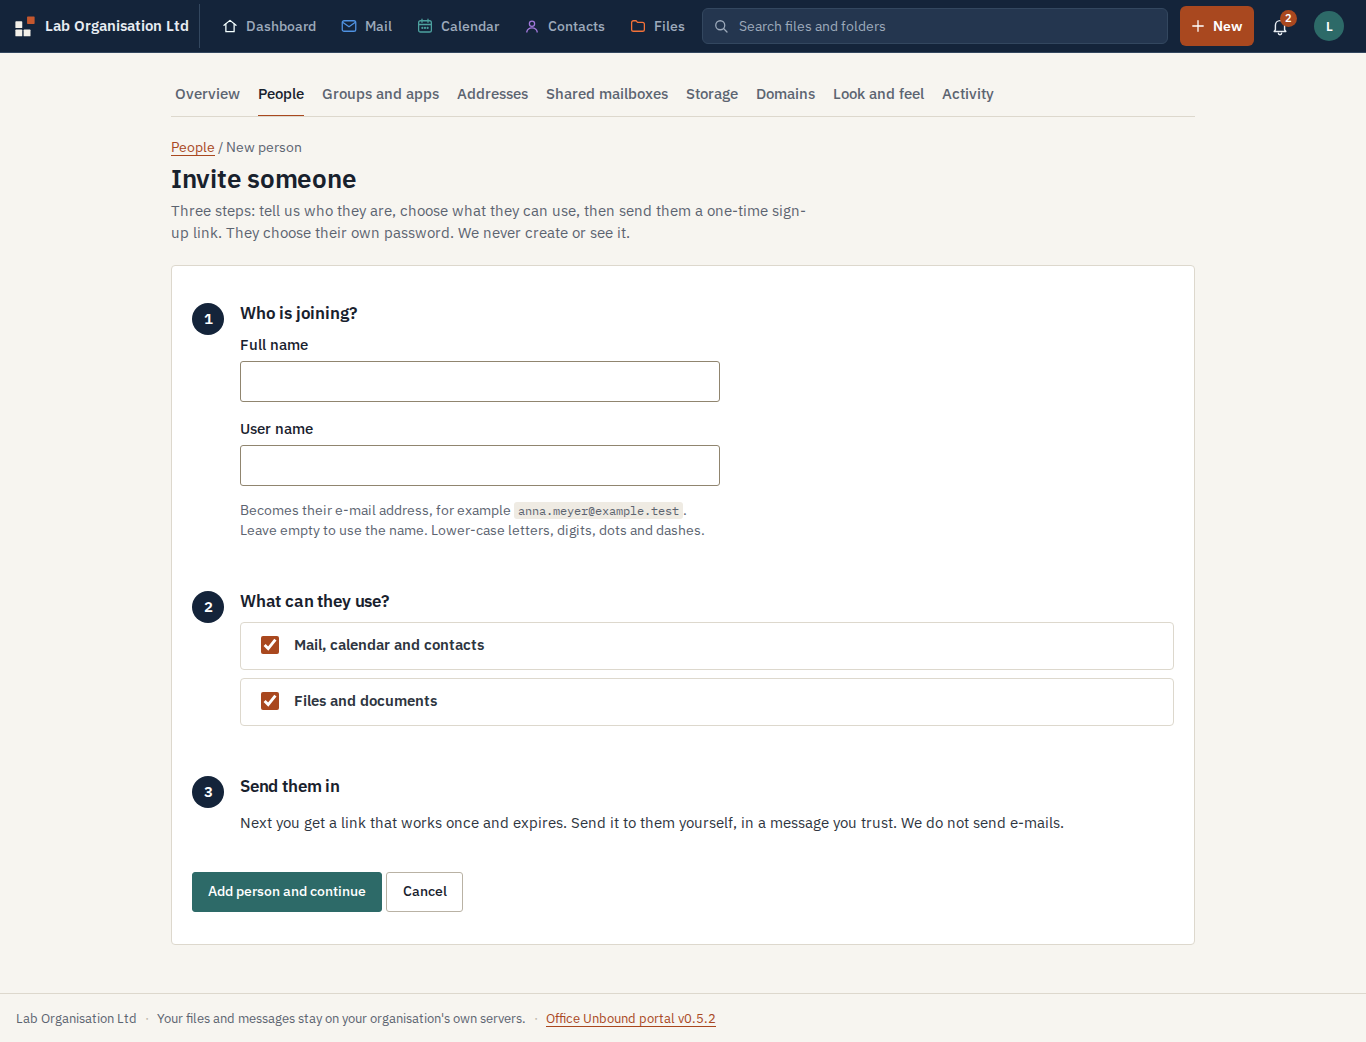 Lab Organisation Ltd
Dashboard
Mail
Calendar
Contacts
Files
Search files and folders
New
2
L
Overview
People
Groups and apps
Addresses
Shared mailboxes
Storage
Domains
Look and feel
Activity
People / New person
Invite someone
Three steps: tell us who they are, choose what they can use, then send them a one-time sign-
up link. They choose their own password. We never create or see it.
1
Who is joining?
Full name
User name
Becomes their e-mail address, for example anna.meyer@example.test.
Leave empty to use the name. Lower-case letters, digits, dots and dashes.
2
What can they use?
Mail, calendar and contacts
Files and documents
3
Send them in
Next you get a link that works once and expires. Send it to them yourself, in a message you trust. We do not send e-mails.
Add person and continue
Cancel
Lab Organisation Ltd · Your files and messages stay on your organisation's own servers. · Office Unbound portal v0.5.2